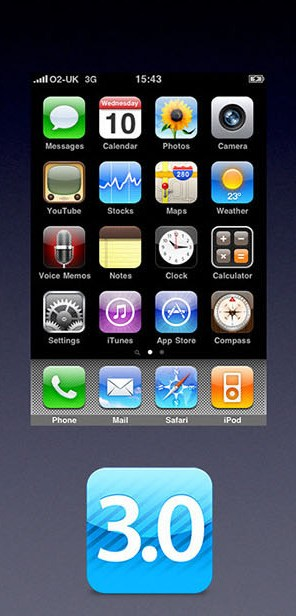 O2-UK 3G 15:43
Wednesday 280
10 23°
Messages Calendar Photos Camera
YouTube Stocks Maps Weather
Voice Memos Notes Clock Calculator
Settings iTunes App Store Compass
Phone Mail Safari iPod
3.0